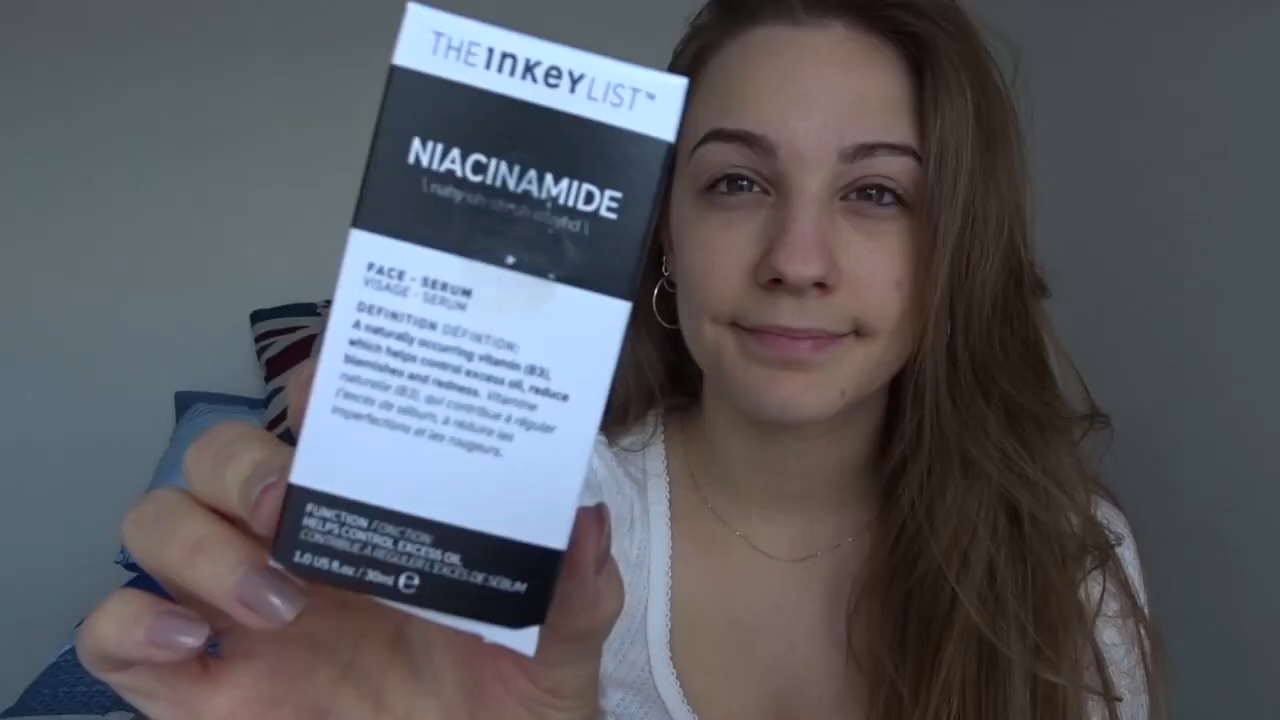 THE INKEY LIST™
NIACINAMIDE
FACE - SERUM
VISAGE - SERUM
DEFINITION DÉFINTION:
A naturally occurring vitamin (B3),
which helps control excess oil, reduce
blemishes and redness. Vitamine
naturelle (B3), qui contribue à réguler
l'excès de sébum, à réduire les
imperfections et les rougeurs.
FUNCTION FONCTION:
HELPS CONTROL EXCESS OIL.
CONTRIBUE À RÉGULER L'EXCÈS DE SÉBUM
1.0 US fl.oz / 30ml ℮